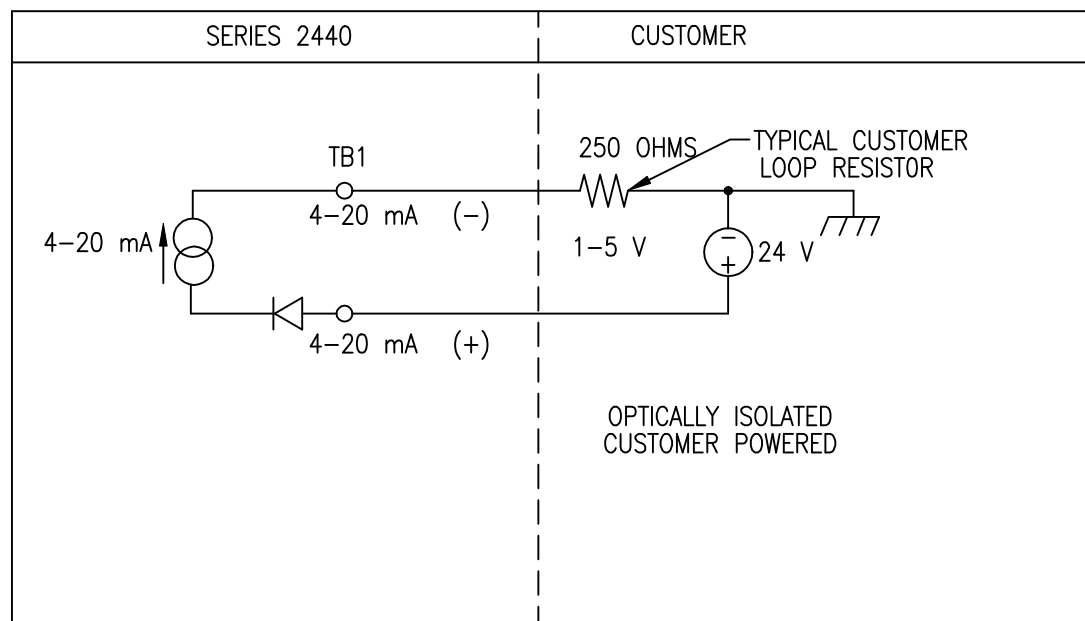 SERIES 2440
CUSTOMER
250 OHMS
TYPICAL CUSTOMER
LOOP RESISTOR
TB1
4-20 mA (-)
4-20 mA
1-5 V
-
+
24 V
4-20 mA (+)
OPTICALLY ISOLATED
CUSTOMER POWERED